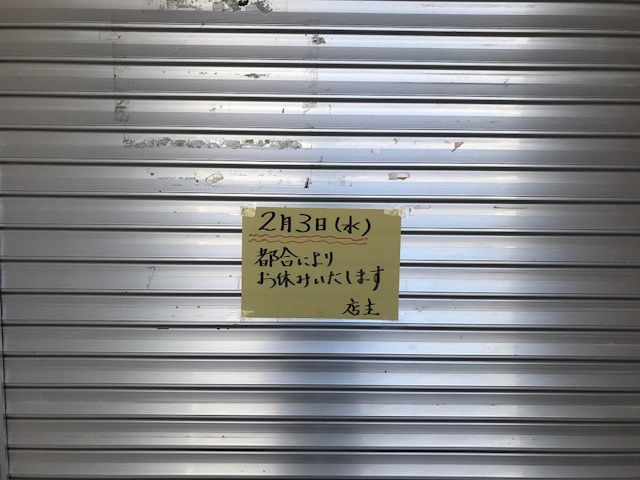 2月3日(水)
都合により
お休みいたします
店主